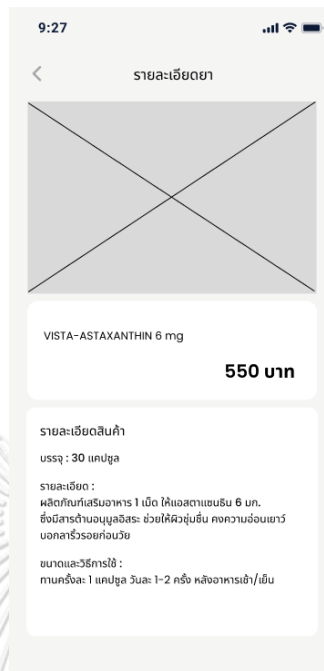 9:27
รายละเอียดยา
VISTA-ASTAXANTHIN 6 mg
550 บาท
รายละเอียดสินค้า
บรรจุ : 30 แคปซูล
รายละเอียด :
ผลิตภัณฑ์เสริมอาหาร 1 เม็ด ให้แอสตาแซนธิน 6 มก.
ซึ่งมีสารต้านอนุมูลอิสระ ช่วยให้ผิวชุ่มชื่น คงความอ่อนเยาว์
บอกลาริ้วรอยก่อนวัย
ขนาดและวิธีการใช้ :
ทานครั้งละ 1 แคปซูล วันละ 1-2 ครั้ง หลังอาหารเช้า/เย็น